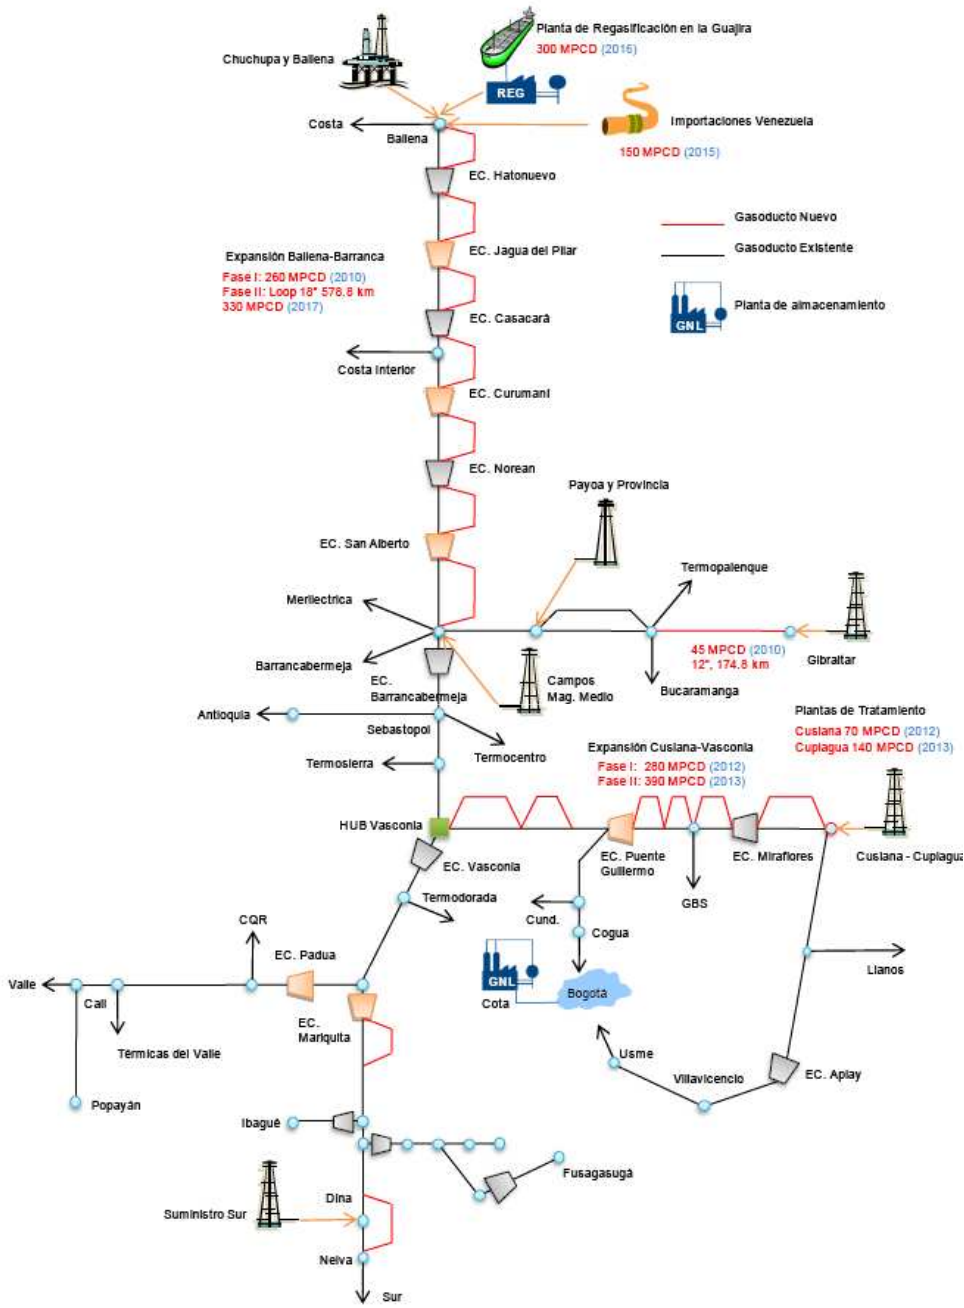 Planta de Regasificación en la Guajira
300 MPCD (2016)
Chuchupa y Ballena
REG
Costa
Ballena
Importaciones Venezuela
150 MPCD (2015)
EC. Hatonuevo
Gasoducto Nuevo
Gasoducto Existente
Expansión Ballena-Barranca
Fase I: 260 MPCD (2010)
Fase II: Loop 18" 578.8 km
330 MPCD (2017)
EC. Jagua del Pilar
Planta de almacenamiento
GNL
EC. Casacará
Costa Interior
EC. Curumaní
EC. Norean
Payoa y Provincia
EC. San Alberto
Termopalenque
Merilectrica
Barrancabermeja
EC.
Barrancabermeja
Campos
Mag. Medio
45 MPCD (2010)
12", 174.8 km
Gibraltar
Bucaramanga
Plantas de Tratamiento
Cusiana 70 MPCD (2012)
Cupiagua 140 MPCD (2013)
Antioquia
Sebastopol
Termocentro
Termosierra
Expansión Cusiana-Vasconia
Fase I: 280 MPCD (2012)
Fase II: 390 MPCD (2013)
HUB Vasconia
EC. Vasconia
EC. Puente
Guillermo
EC. Miraflores
Cusiana - Cupiagua
Termodorada
GBS
Cund.
Cogua
CQR
EC. Padua
GNL
Cota
Bogotá
Llanos
Valle
Cali
EC.
Mariquita
Térmicas del Valle
Usme
Villavicencio
EC. Apiay
Popayán
Ibagué
Fusagasugá
Dina
Suministro Sur
Neiva
Sur